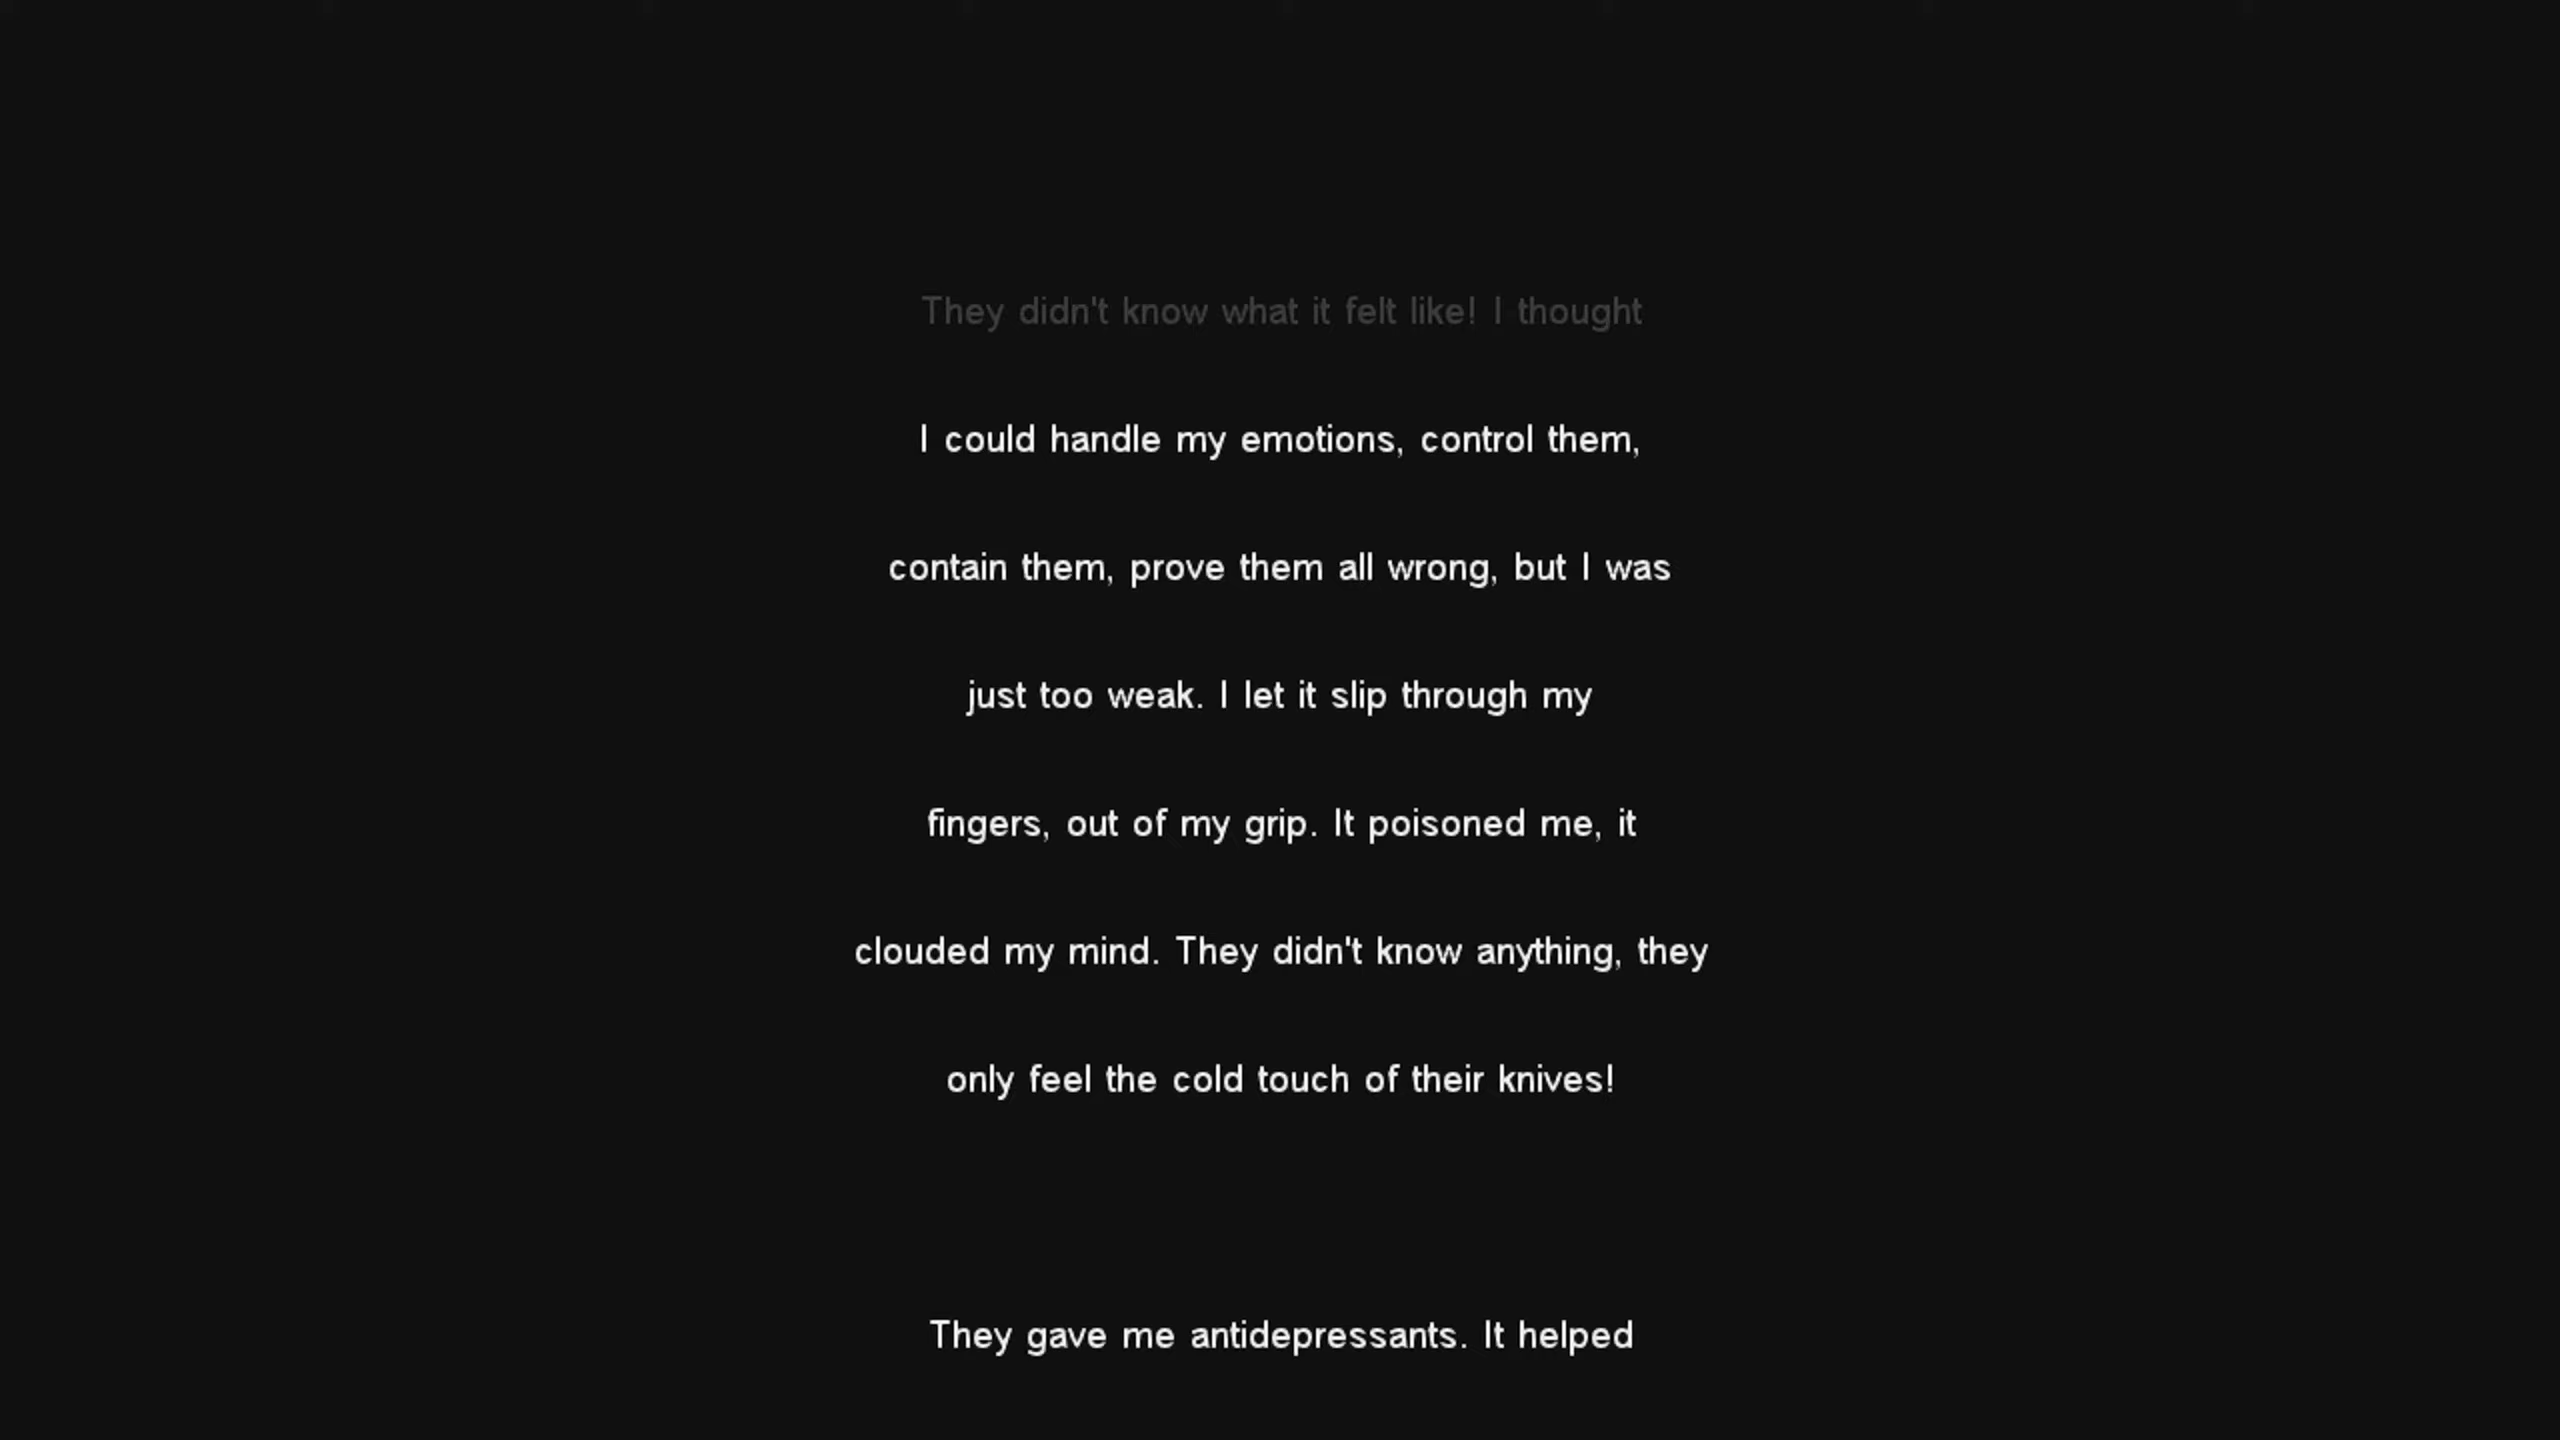 They didn't know what it felt like! I thought
I could handle my emotions, control them,
contain them, prove them all wrong, but I was
just too weak. I let it slip through my
fingers, out of my grip. It poisoned me, it
clouded my mind. They didn't know anything, they
only feel the cold touch of their knives!
They gave me antidepressants. It helped